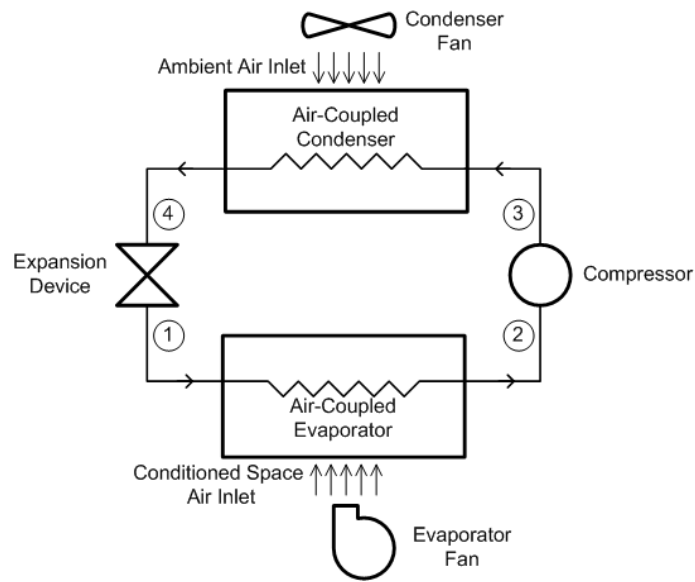 Condenser
Fan
Ambient Air Inlet
Air-Coupled
Condenser
4
3
Expansion
Device
Compressor
1
2
Air-Coupled
Evaporator
Conditioned Space
Air Inlet
Evaporator
Fan